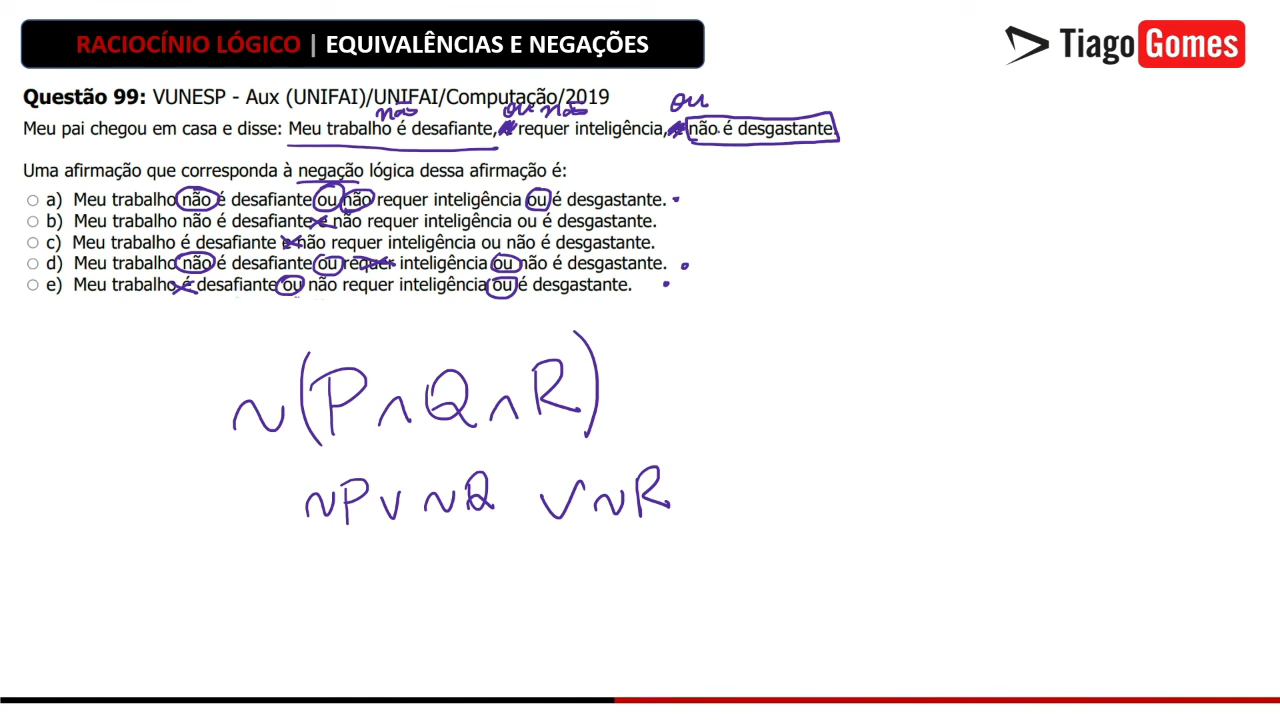 RACIOCÍNIO LÓGICO | EQUIVALÊNCIAS E NEGAÇÕES
Tiago Gomes
Questão 99: VUNESP - Aux (UNIFAI)/UNIFAI/Computação/2019
não ou não ou
Meu pai chegou em casa e disse: Meu trabalho é desafiante, requer inteligência, não é desgastante.
Uma afirmação que corresponda à negação lógica dessa afirmação é:
a) Meu trabalho não é desafiante ou não requer inteligência ou é desgastante.
b) Meu trabalho não é desafiante e não requer inteligência ou é desgastante.
c) Meu trabalho é desafiante e não requer inteligência ou não é desgastante.
d) Meu trabalho não é desafiante ou requer inteligência ou não é desgastante.
e) Meu trabalho é desafiante ou não requer inteligência ou é desgastante.
~(P ∧ Q ∧ R)
~P ∨ ~Q ∨ ~R